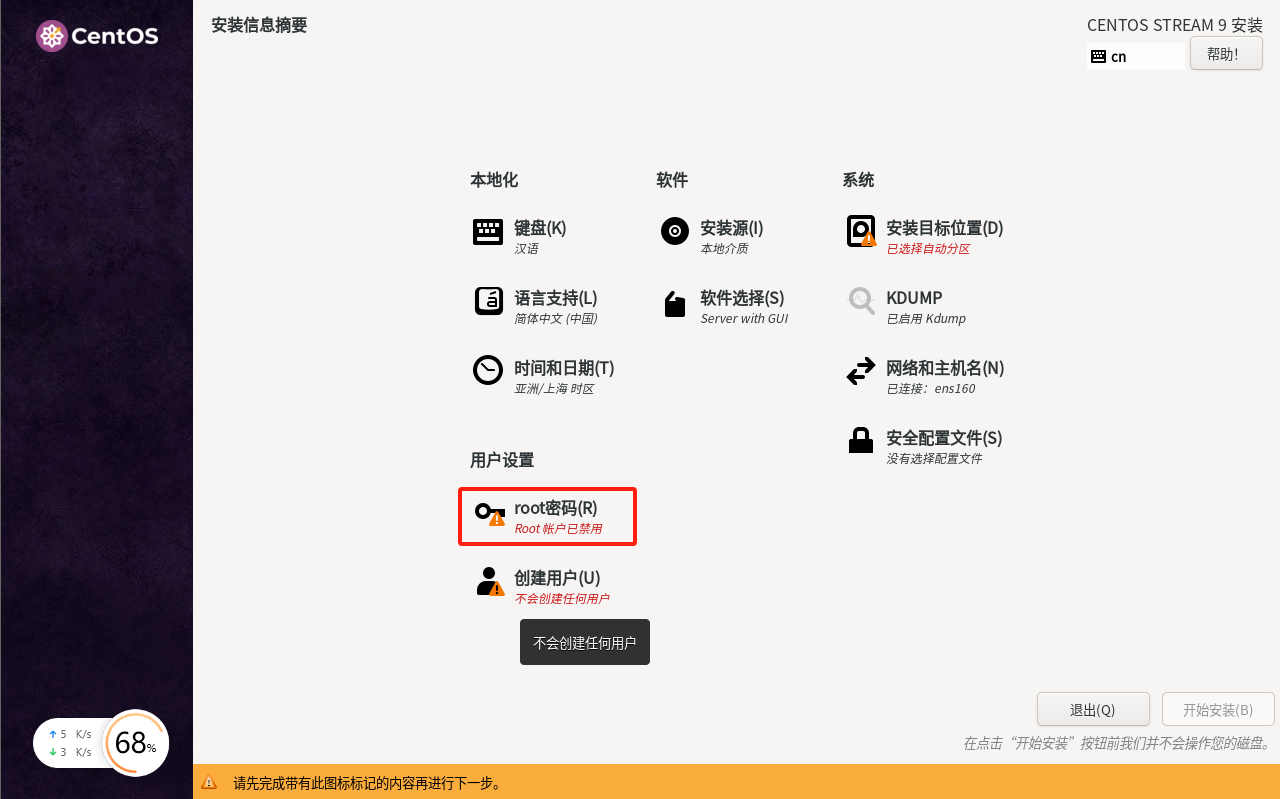 CentOS
安装信息摘要
CENTOS STREAM 9 安装
cn
帮助!
本地化
软件
系统
键盘(K)
汉语
安装源(I)
本地介质
安装目标位置(D)
已选择自动分区
语言支持(L)
简体中文 (中国)
软件选择(S)
Server with GUI
KDUMP
已启用 Kdump
时间和日期(T)
亚洲/上海 时区
网络和主机名(N)
已连接：ens160
安全配置文件(S)
没有选择配置文件
用户设置
root密码(R)
Root 帐户已禁用
创建用户(U)
不会创建任何用户
不会创建任何用户
退出(Q)
开始安装(B)
在点击“开始安装”按钮前我们并不会操作您的磁盘。
5 K/s
3 K/s
68%
请先完成带有此图标标记的内容再进行下一步。